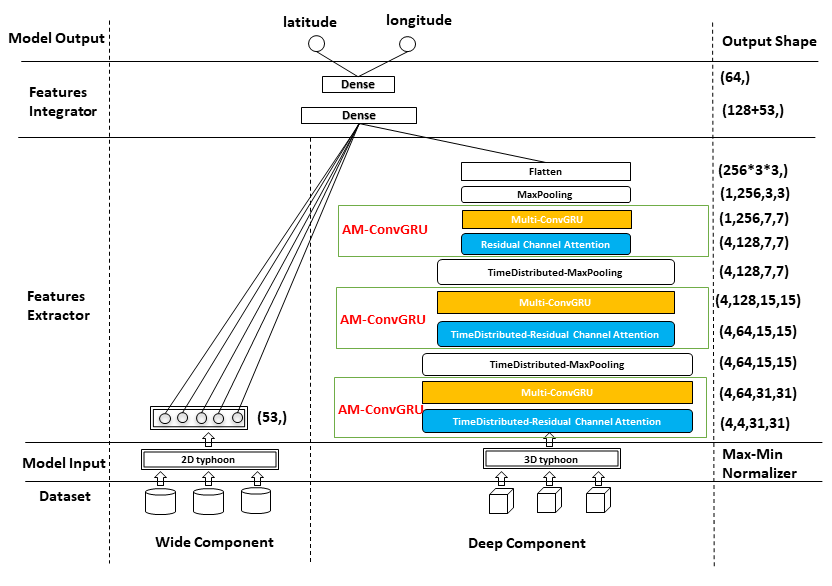 latitude
longitude
Model Output
Output Shape
Dense
(64,)
Features
Integrator
Dense
(128+53,)
Flatten
(256*3*3,)
MaxPooling
(1,256,3,3)
AM-ConvGRU
Multi-ConvGRU
(1,256,7,7)
Residual Channel Attention
(4,128,7,7)
TimeDistributed-MaxPooling
(4,128,7,7)
Features
Extractor
AM-ConvGRU
Multi-ConvGRU
(4,128,15,15)
TimeDistributed-Residual Channel Attention
(4,64,15,15)
TimeDistributed-MaxPooling
(4,64,15,15)
AM-ConvGRU
Multi-ConvGRU
(4,64,31,31)
(53,)
TimeDistributed-Residual Channel Attention
(4,4,31,31)
Model Input
2D typhoon
3D typhoon
Max-Min
Normalizer
Dataset
Wide Component
Deep Component